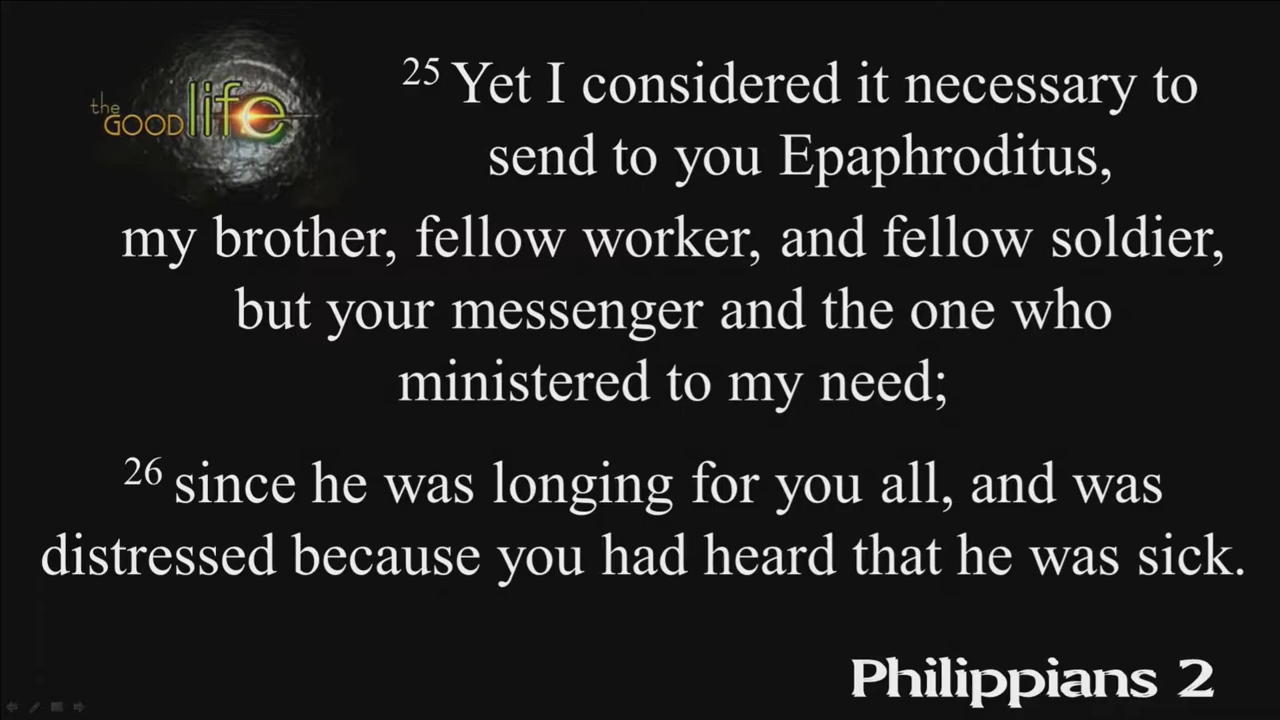 the
GOOD life
25 Yet I considered it necessary to
send to you Epaphroditus,
my brother, fellow worker, and fellow soldier,
but your messenger and the one who
ministered to my need;
26 since he was longing for you all, and was
distressed because you had heard that he was sick.
Philippians 2